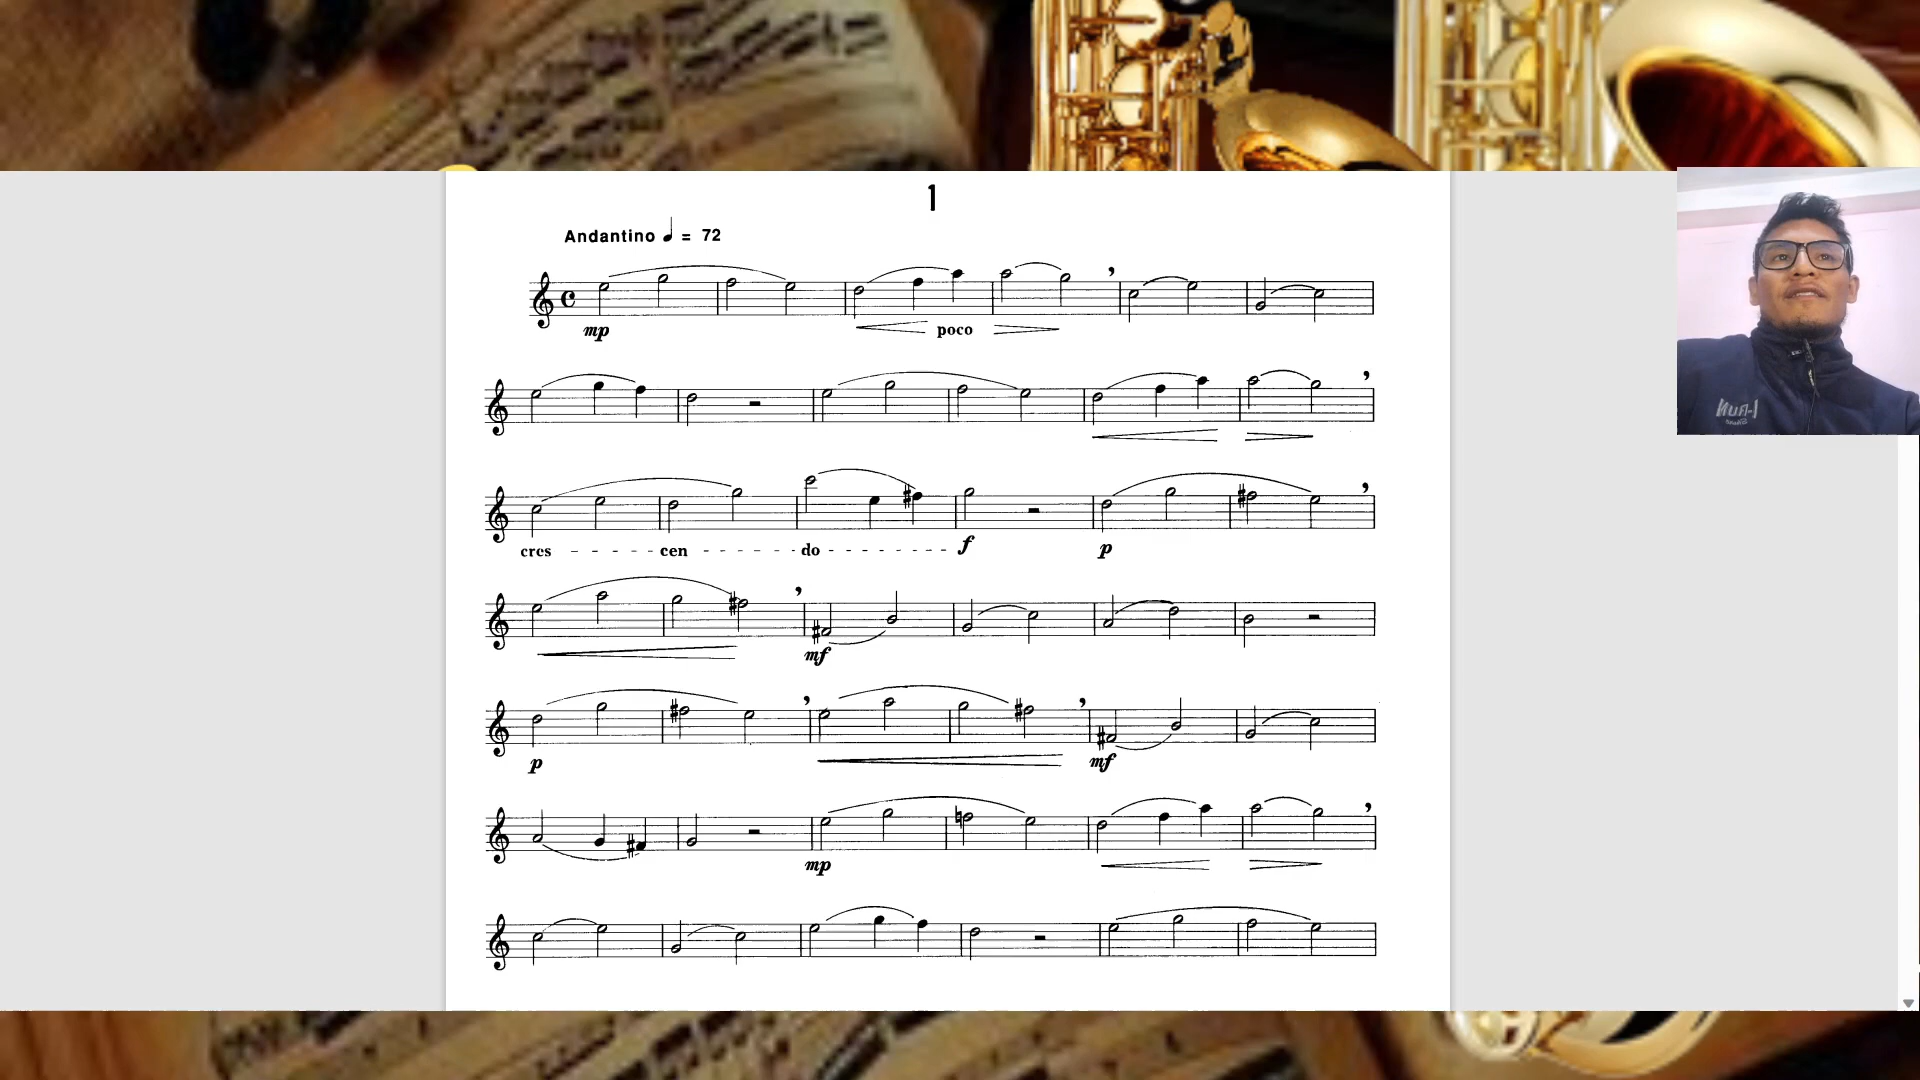 1
Andantino ♩ = 72
mp poco
cres - - - - - cen - - - - - - do - - - - - - - f p
mf
p mf
mp